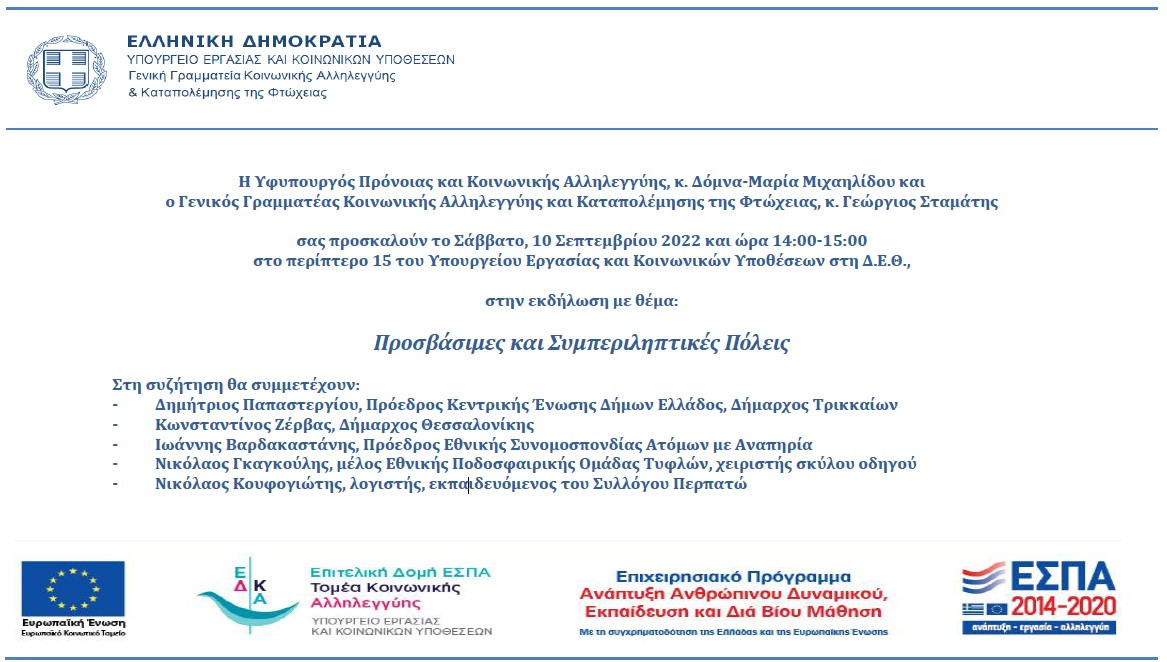 ΕΛΛΗΝΙΚΗ ΔΗΜΟΚΡΑΤΙΑ
ΥΠΟΥΡΓΕΙΟ ΕΡΓΑΣΙΑΣ ΚΑΙ ΚΟΙΝΩΝΙΚΩΝ ΥΠΟΘΕΣΕΩΝ
Γενική Γραμματεία Κοινωνικής Αλληλεγγύης
& Καταπολέμησης της Φτώχειας
Η Υφυπουργός Πρόνοιας και Κοινωνικής Αλληλεγγύης, κ. Δόμνα-Μαρία Μιχαηλίδου και
ο Γενικός Γραμματέας Κοινωνικής Αλληλεγγύης και Καταπολέμησης της Φτώχειας, κ. Γεώργιος Σταμάτης
σας προσκαλούν το Σάββατο, 10 Σεπτεμβρίου 2022 και ώρα 14:00-15:00
στο περίπτερο 15 του Υπουργείου Εργασίας και Κοινωνικών Υποθέσεων στη Δ.Ε.Θ.,
στην εκδήλωση με θέμα:
Προσβάσιμες και Συμπεριληπτικές Πόλεις
Στη συζήτηση θα συμμετέχουν:
- Δημήτριος Παπαστεργίου, Πρόεδρος Κεντρικής Ένωσης Δήμων Ελλάδος, Δήμαρχος Τρικκαίων
- Κωνσταντίνος Ζέρβας, Δήμαρχος Θεσσαλονίκης
- Ιωάννης Βαρδακαστάνης, Πρόεδρος Εθνικής Συνομοσπονδίας Ατόμων με Αναπηρία
- Νικόλαος Γκαγκούλης, μέλος Εθνικής Ποδοσφαιρικής Ομάδας Τυφλών, χειριστής σκύλου οδηγού
- Νικόλαος Κουφογιώτης, λογιστής, εκπαιδευόμενος του Συλλόγου Περπατώ
Ευρωπαϊκή Ένωση
Ευρωπαϊκό Κοινωνικό Ταμείο
ΕΔΚΑ
Επιτελική Δομή ΕΣΠΑ
Τομέα Κοινωνικής
Αλληλεγγύης
ΥΠΟΥΡΓΕΙΟ ΕΡΓΑΣΙΑΣ
ΚΑΙ ΚΟΙΝΩΝΙΚΩΝ ΥΠΟΘΕΣΕΩΝ
Επιχειρησιακό Πρόγραμμα
Ανάπτυξη Ανθρώπινου Δυναμικού,
Εκπαίδευση και Διά Βίου Μάθηση
Με τη συγχρηματοδότηση της Ελλάδας και της Ευρωπαϊκής Ένωσης
ΕΣΠΑ
2014-2020
ανάπτυξη - εργασία - αλληλεγγύη